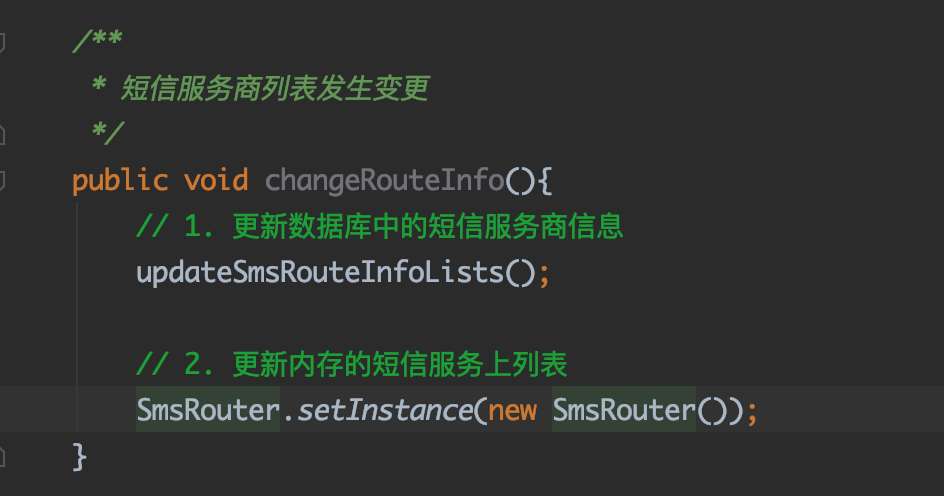 /**
* 短信服务商列表发生变更
*/
public void changeRouteInfo(){
// 1. 更新数据库中的短信服务商信息
updateSmsRouteInfoLists();
// 2. 更新内存的短信服务上列表
SmsRouter.setInstance(new SmsRouter());
}